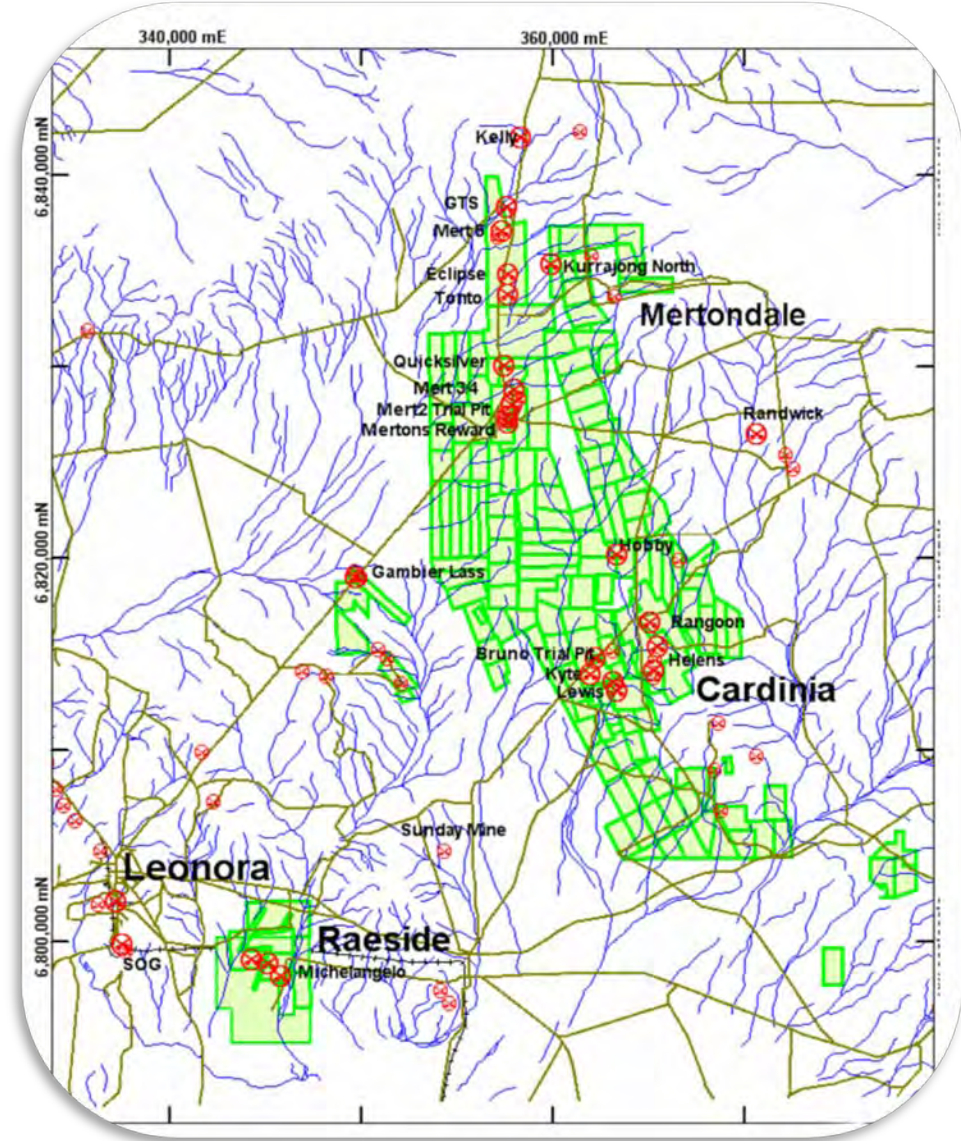 340,000 mE
360,000 mE
6,840,000 mN
Kelly
GTS
Mert 5
Eclipse
Kurrajong North
Tonto
Mertondale
Quicksilver
Mert 3/4
Mert2 Trial Pit
Randwick
Mertons Reward
6,820,000 mN
Hobby
Gambier Lass
Rangoon
Bruno Trial Pit
Helens
Kyte
Lewis
Cardinia
Sunday Mine
Leonora
6,800,000 mN
Raeside
SOG
Michelangelo